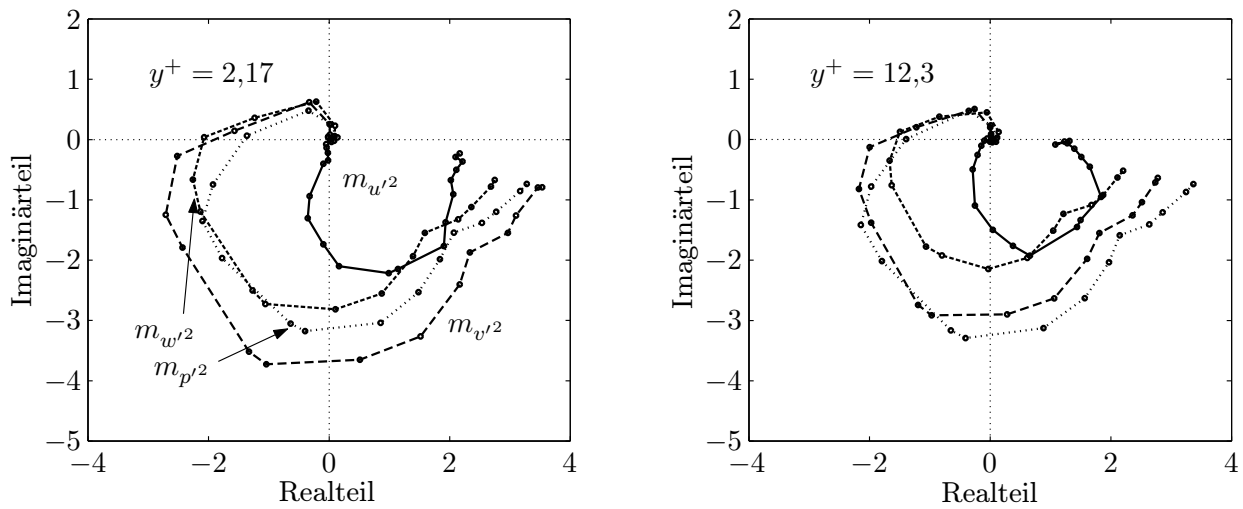 2
1
0
−1
−2
−3
−4
−5
−4
−2
0
2
4
Realteil
Imaginärteil
y⁺ = 2,17
m_{u′²}
m_{w′²}
m_{p′²}
m_{v′²}
2
1
0
−1
−2
−3
−4
−5
−4
−2
0
2
4
Realteil
Imaginärteil
y⁺ = 12,3